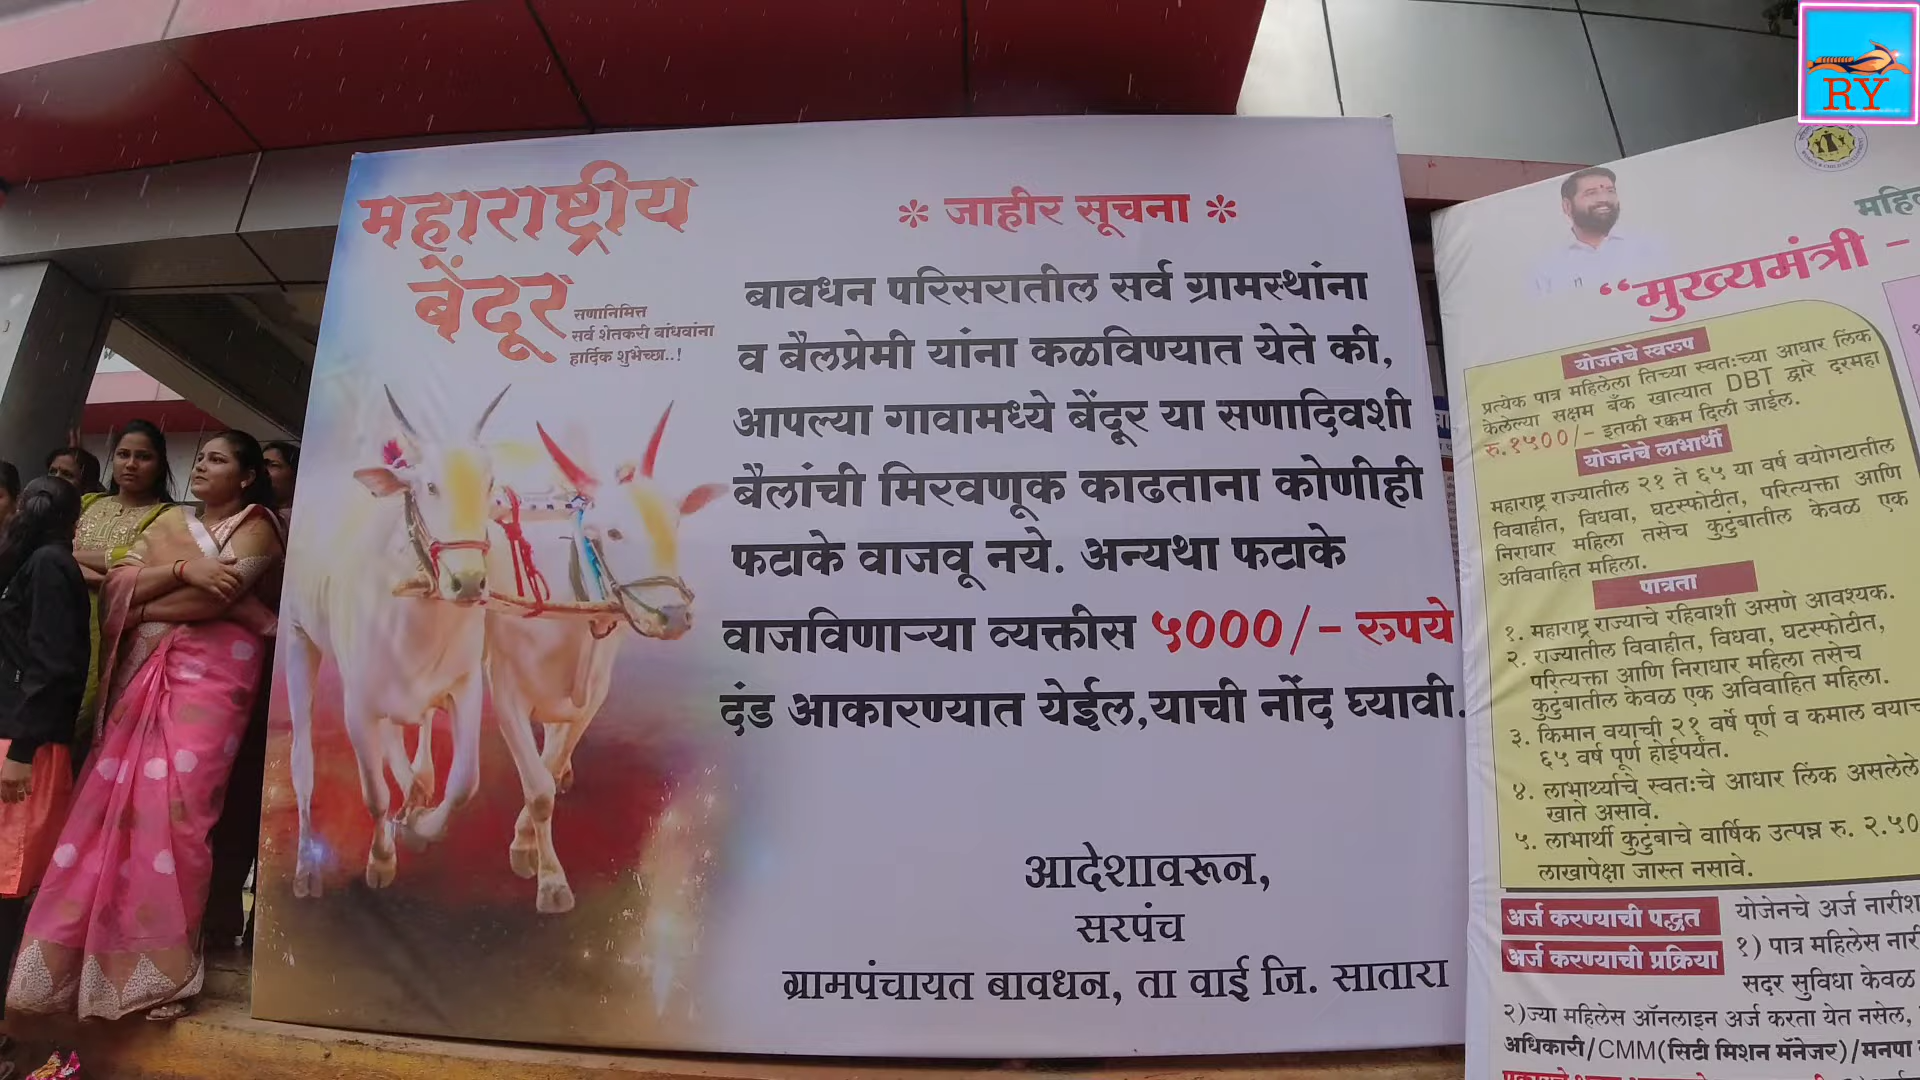 RY
महाराष्ट्रीय
बेंदूर
सणानिमित्त
सर्व शेतकरी बांधवांना
हार्दिक शुभेच्छा..!
* जाहीर सूचना *
बावधन परिसरातील सर्व ग्रामस्थांना
व बैलप्रेमी यांना कळविण्यात येते की,
आपल्या गावामध्ये बेंदूर या सणादिवशी
बैलांची मिरवणूक काढताना कोणीही
फटाके वाजवू नये. अन्यथा फटाके
वाजविणाऱ्या व्यक्तीस ५०००/- रुपये
दंड आकारण्यात येईल,याची नोंद घ्यावी.
आदेशावरून,
सरपंच
ग्रामपंचायत बावधन, ता वाई जि. सातारा
“मुख्यमंत्री -
योजनेचे स्वरुप
प्रत्येक पात्र महिलेला तिच्या स्वतःच्या आधार लिंक
केलेल्या सक्षम बँक खात्यात DBT द्वारे दरमहा
रु.१५००/- इतकी रक्कम दिली जाईल.
योजनेचे लाभार्थी
महाराष्ट्र राज्यातील २१ ते ६५ या वर्ष वयोगटातील
विवाहीत, विधवा, घटस्फोटीत, परित्यक्ता आणि
निराधार महिला तसेच कुटुंबातील केवळ एक
अविवाहित महिला.
पात्रता
१. महाराष्ट्र राज्याचे रहिवाशी असणे आवश्यक.
२. राज्यातील विवाहीत, विधवा, घटस्फोटीत,
परित्यक्ता आणि निराधार महिला तसेच
कुटुंबातील केवळ एक अविवाहित महिला.
३. किमान वयाची २१ वर्षे पूर्ण व कमाल वयाच
६५ वर्ष पूर्ण होईपर्यंत.
४. लाभार्थ्याचे स्वतःचे आधार लिंक असलेले
खाते असावे.
५. लाभार्थी कुटुंबाचे वार्षिक उत्पन्न रु. २.५०
लाखापेक्षा जास्त नसावे.
अर्ज करण्याची पद्धत
योजेनचे अर्ज
अर्ज करण्याची प्रक्रिया
१) पात्र महिलेस
सदर सुविधा केवळ
२)ज्या महिलेस ऑनलाइन अर्ज करता येत नसेल,
अधिकारी/CMM(सिटी मिशन मॅनेजर)/मनपा